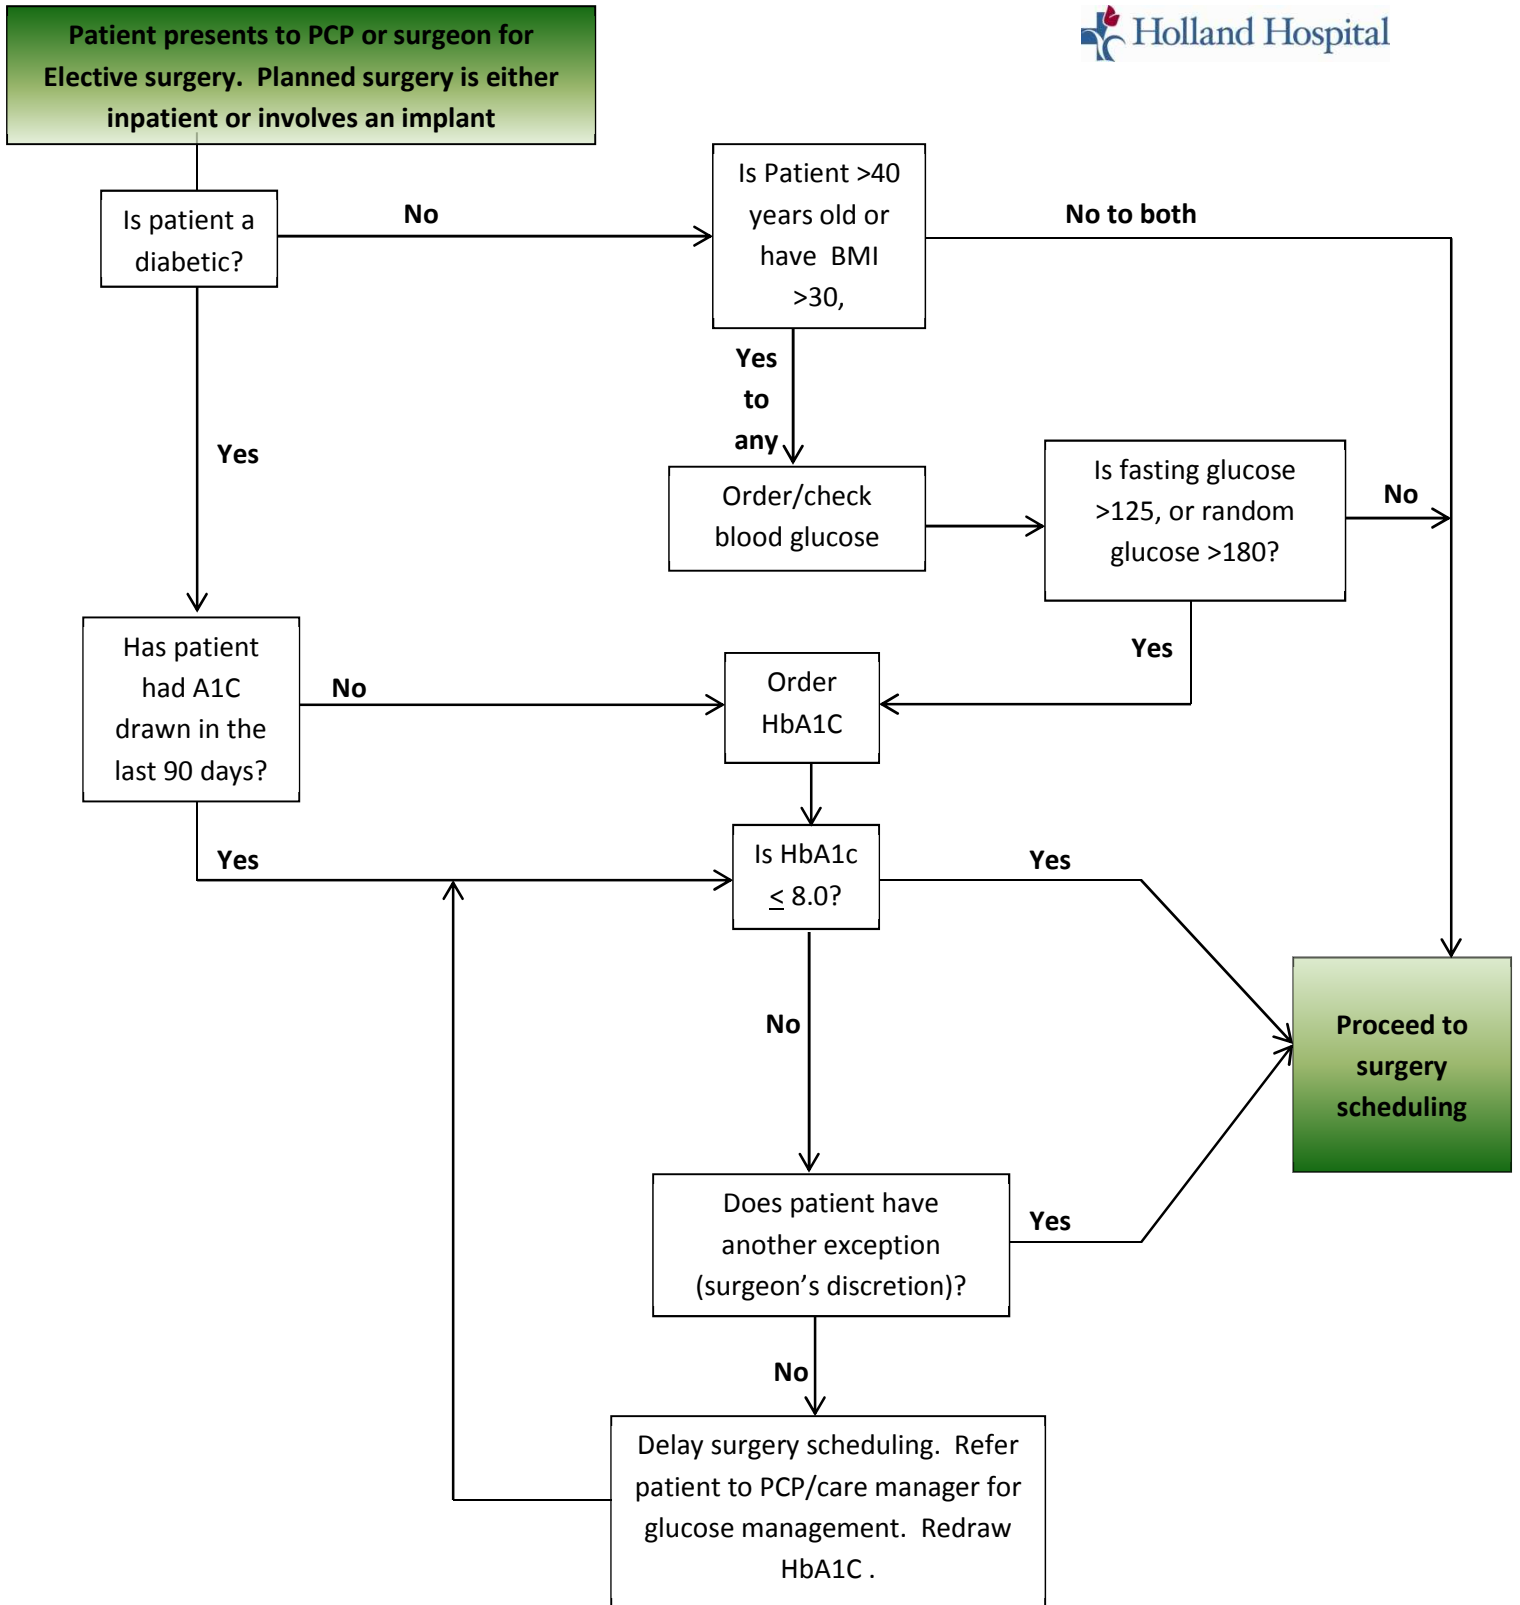 Patient presents to PCP or surgeon for
Elective surgery.  Planned surgery is either
inpatient or involves an implant
Holland Hospital
Is patient a
diabetic?
No
Is Patient >40
years old or
have  BMI
>30,
No to both
Yes
to
any
Yes
Order/check
blood glucose
Is fasting glucose
>125, or random
glucose >180?
No
Yes
Has patient
had A1C
drawn in the
last 90 days?
No
Order
HbA1C
Yes
Is HbA1c
≤ 8.0?
Yes
No
Proceed to
surgery
scheduling
Does patient have
another exception
(surgeon’s discretion)?
Yes
No
Delay surgery scheduling.  Refer
patient to PCP/care manager for
glucose management.  Redraw
HbA1C .